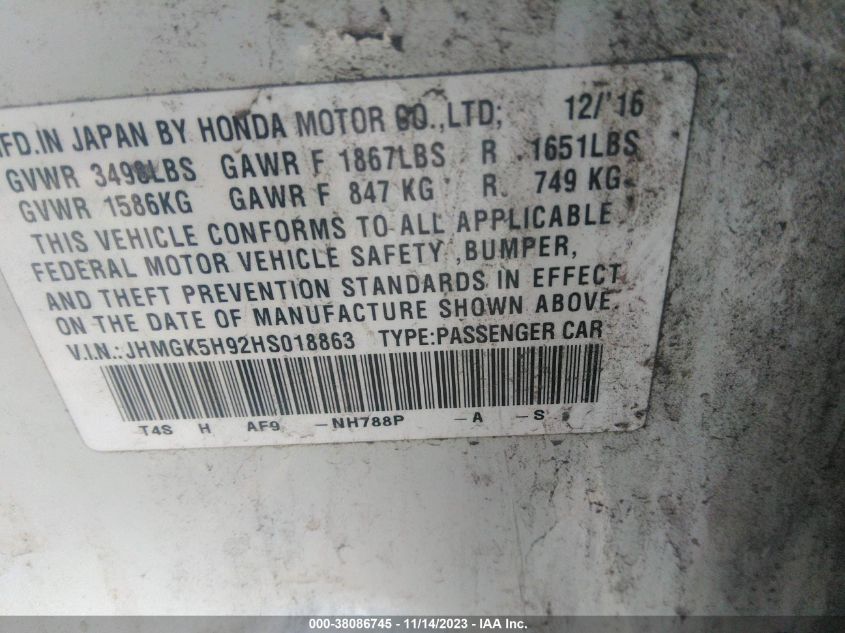 MFD.IN JAPAN BY HONDA MOTOR CO.,LTD; 12/'16
GVWR 3498LBS GAWR F 1867LBS R 1651LBS
GVWR 1586KG GAWR F 847 KG R 749 KG
THIS VEHICLE CONFORMS TO ALL APPLICABLE
FEDERAL MOTOR VEHICLE SAFETY ,BUMPER,
AND THEFT PREVENTION STANDARDS IN EFFECT
ON THE DATE OF MANUFACTURE SHOWN ABOVE.
V.I.N.:JHMGK5H92HS018863 TYPE:PASSENGER CAR
T4S H AF9 -NH788P -A -S
000-38086745 - 11/14/2023 - IAA Inc.